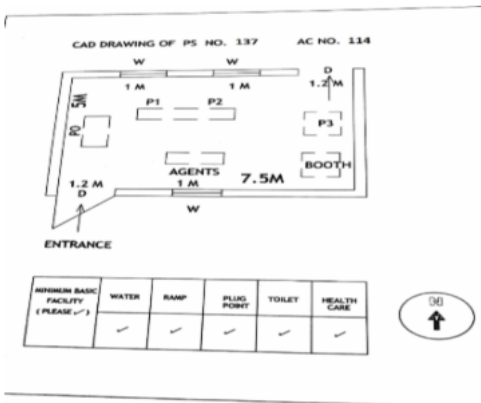 CAD DRAWING OF PS NO. 137 AC NO. 114
W W D
1 M 1 M 1.2 M
5M
P1 P2
P3
PO
AGENTS
BOOTH
1.2 M 1 M 7.5M
D
W
ENTRANCE
MINIMUM BASIC FACILITY (PLEASE ✓) WATER RAMP PLUG POINT TOILET HEALTH CARE
✓ ✓ ✓ ✓ ✓
N